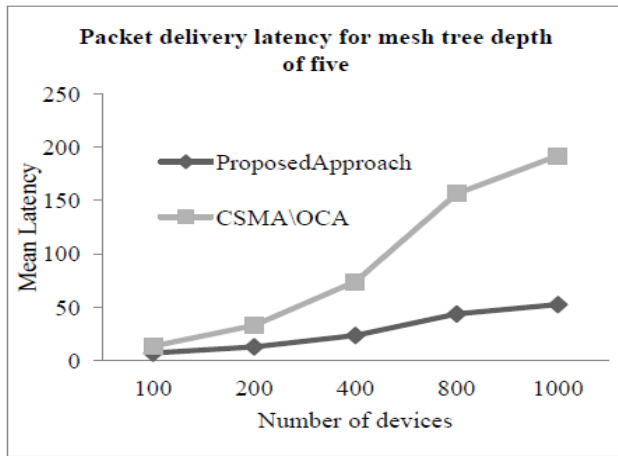 Packet delivery latency for mesh tree depth
of five
250
200
150
100
50
0
Mean Latency
ProposedApproach
CSMA\OCA
100 200 400 800 1000
Number of devices